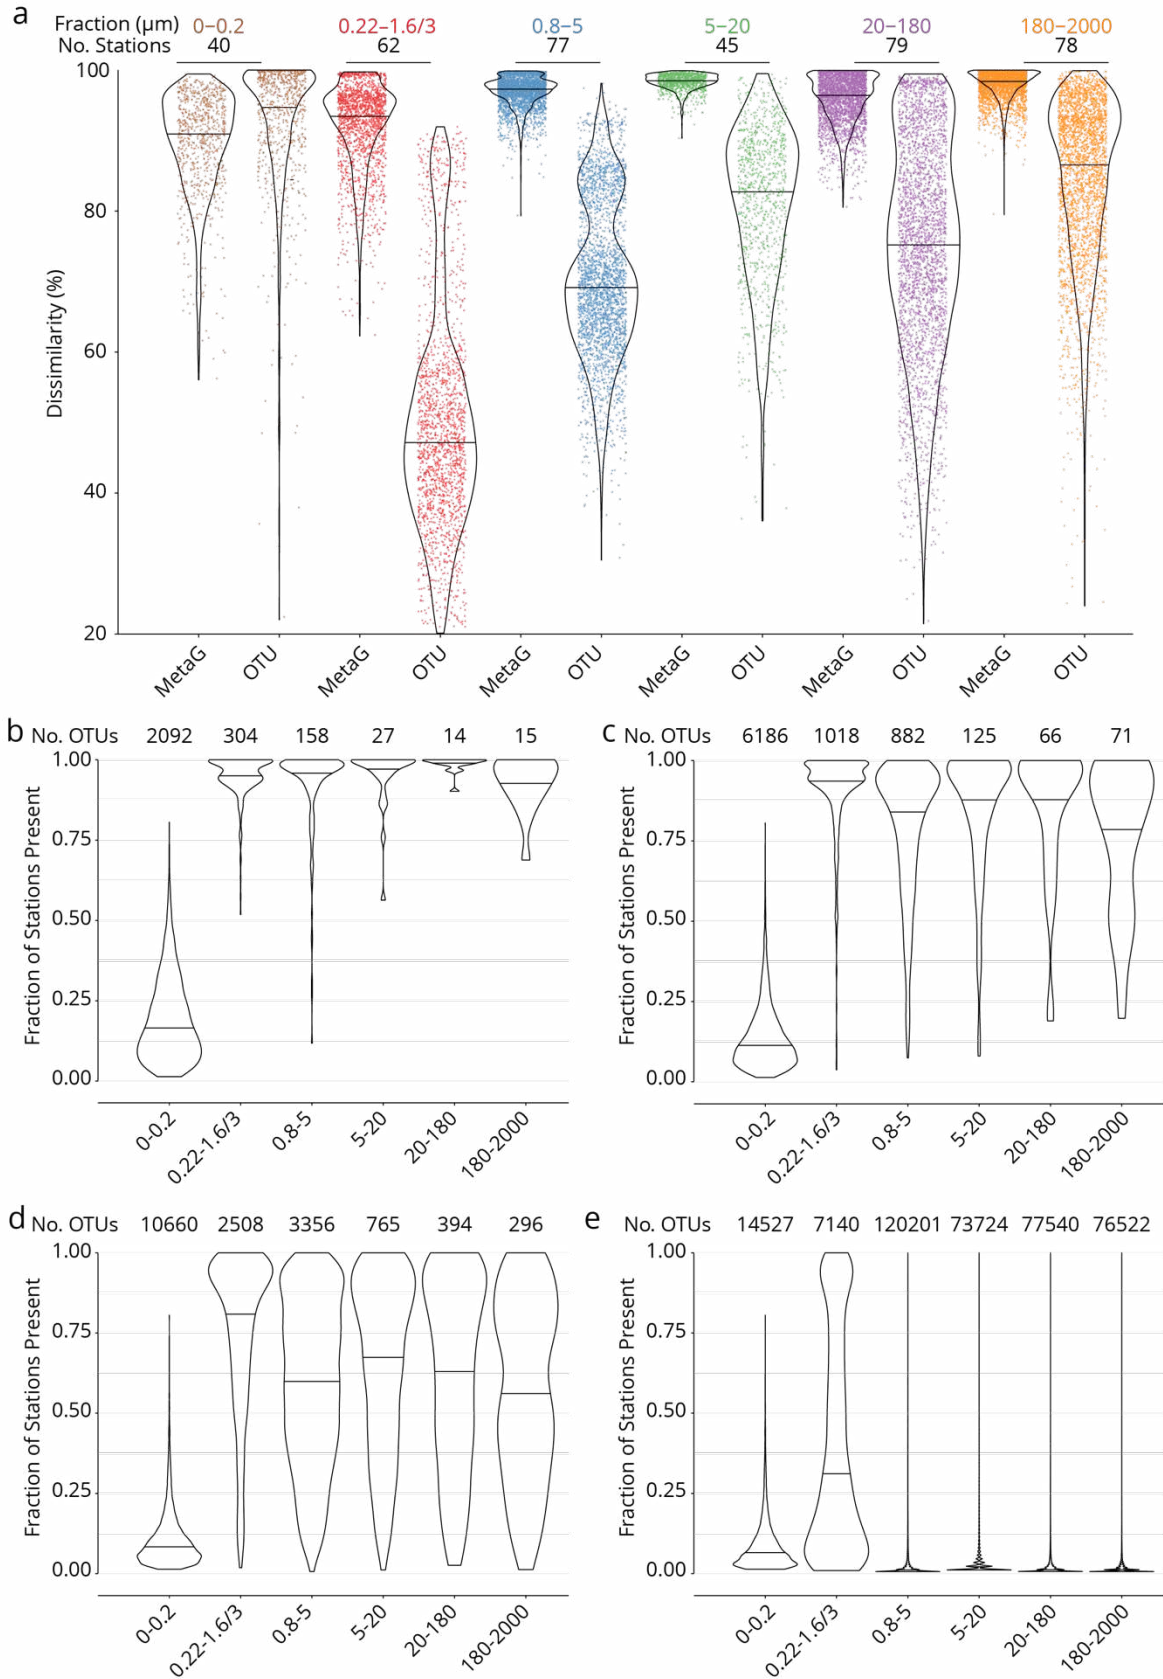 a
Fraction (µm) 0–0.2 0.22–1.6/3 0.8–5 5–20 20–180 180–2000
No. Stations 40 62 77 45 79 78
100
80
60
40
20
Dissimilarity (%)
MetaG OTU MetaG OTU MetaG OTU MetaG OTU MetaG OTU MetaG OTU
b No. OTUs 2092 304 158 27 14 15
1.00
0.75
0.50
0.25
0.00
Fraction of Stations Present
0-0.2 0.22-1.6/3 0.8-5 5-20 20-180 180-2000
c No. OTUs 6186 1018 882 125 66 71
1.00
0.75
0.50
0.25
0.00
Fraction of Stations Present
0-0.2 0.22-1.6/3 0.8-5 5-20 20-180 180-2000
d No. OTUs 10660 2508 3356 765 394 296
1.00
0.75
0.50
0.25
0.00
Fraction of Stations Present
0-0.2 0.22-1.6/3 0.8-5 5-20 20-180 180-2000
e No. OTUs 14527 7140 120201 73724 77540 76522
1.00
0.75
0.50
0.25
0.00
Fraction of Stations Present
0-0.2 0.22-1.6/3 0.8-5 5-20 20-180 180-2000